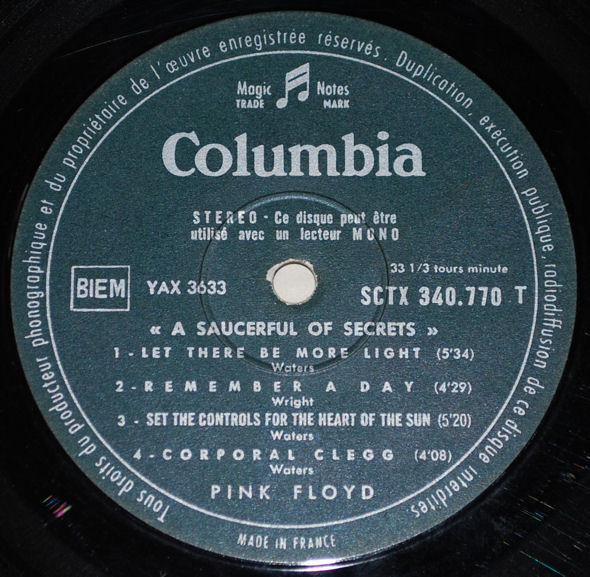 Tous droits du producteur phonographique et du propriétaire de l'œuvre enregistrée réservés. Duplication, exécution publique, radiodiffusion de ce disque interdites
Magic Notes
TRADE MARK
Columbia
STEREO - Ce disque peut être
utilisé avec un lecteur MONO
33 1/3 tours minute
BIEM YAX 3633 SCTX 340.770 T
« A SAUCERFUL OF SECRETS »
1 - LET THERE BE MORE LIGHT (5'34)
Waters
2 - REMEMBER A DAY (4'29)
Wright
3 - SET THE CONTROLS FOR THE HEART OF THE SUN (5'20)
Waters
4 - CORPORAL CLEGG (4'08)
Waters
PINK FLOYD
MADE IN FRANCE